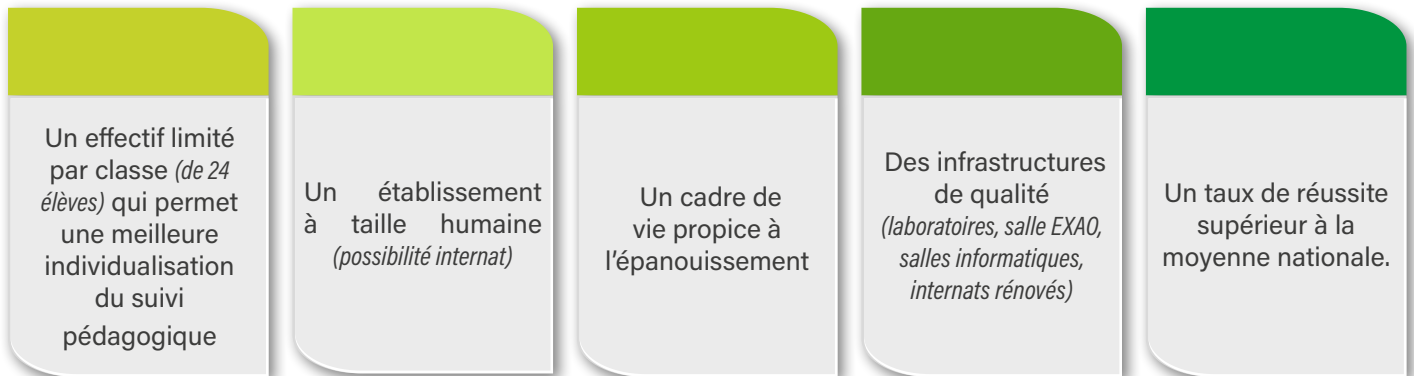 Un effectif limité
par classe (de 24
élèves) qui permet
une meilleure
individualisation
du suivi
pédagogique
Un établissement
à taille humaine
(possibilité internat)
Un cadre de
vie propice à
l'épanouissement
Des infrastructures
de qualité
(laboratoires, salle EXAO,
salles informatiques,
internats rénovés)
Un taux de réussite
supérieur à la
moyenne nationale.